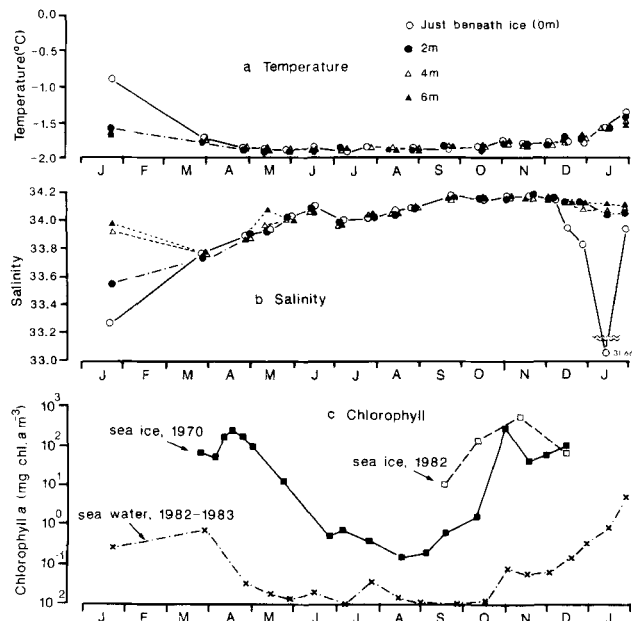 0.0
-0.5
-1.0
-1.5
-2.0
Temperature(°C)
a Temperature
Just beneath ice (0m)
2m
4m
6m
J F M A M J J A S O N D J
34.2
34.0
33.8
33.6
33.4
33.2
33.0
Salinity
b Salinity
31.66
J F M A M J J A S O N D J
10³
10²
10¹
10⁰
10⁻¹
10⁻²
Chlorophyll a (mg chl. a m⁻³)
c Chlorophyll
sea ice, 1970
sea ice, 1982
sea water, 1982-1983
J F M A M J J A S O N D J